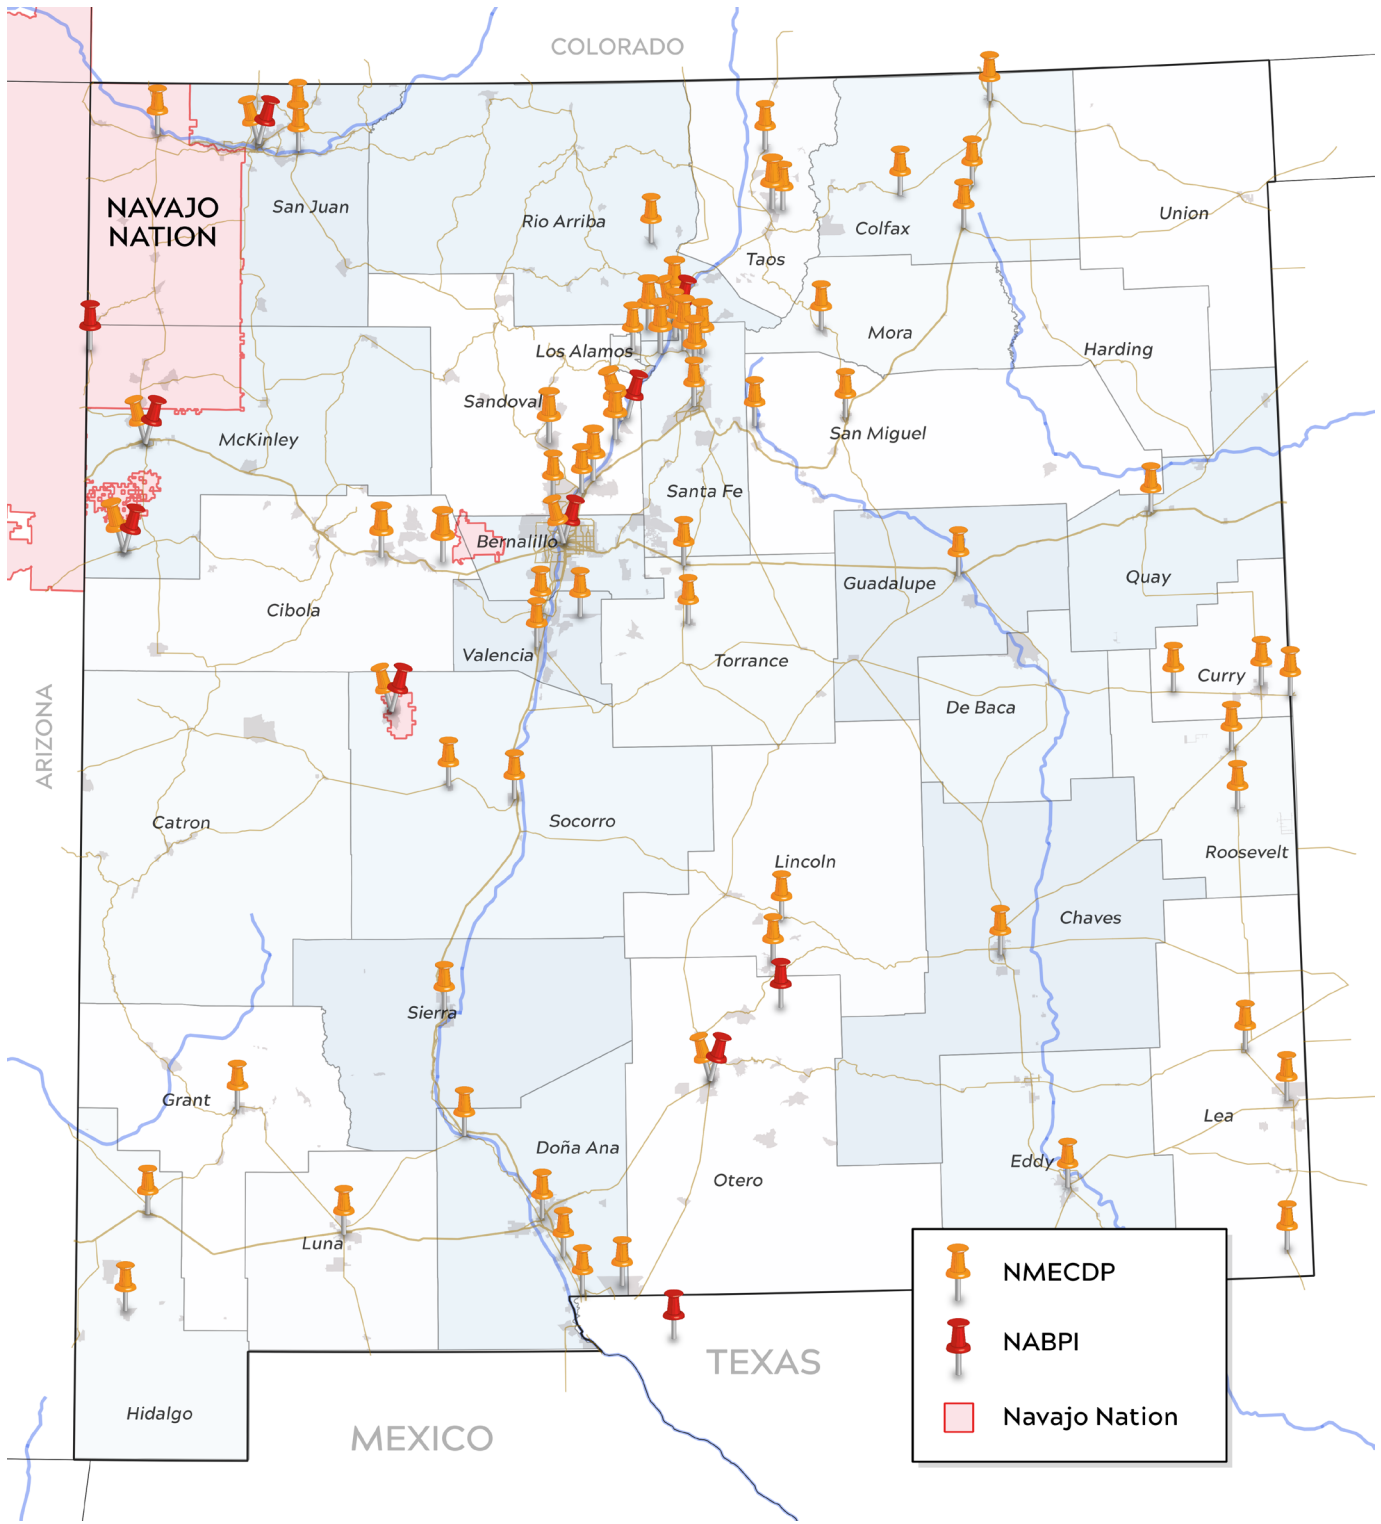 COLORADO
NAVAJO
NATION
San Juan
Rio Arriba
Taos
Colfax
Union
Mora
Harding
Los Alamos
Sandoval
McKinley
San Miguel
Santa Fe
Bernalillo
Guadalupe
Quay
Cibola
Valencia
Torrance
Curry
De Baca
ARIZONA
Catron
Socorro
Lincoln
Roosevelt
Chaves
Sierra
Grant
Doña Ana
Otero
Eddy
Lea
Luna
Hidalgo
TEXAS
MEXICO
NMECDP
NABPI
Navajo Nation